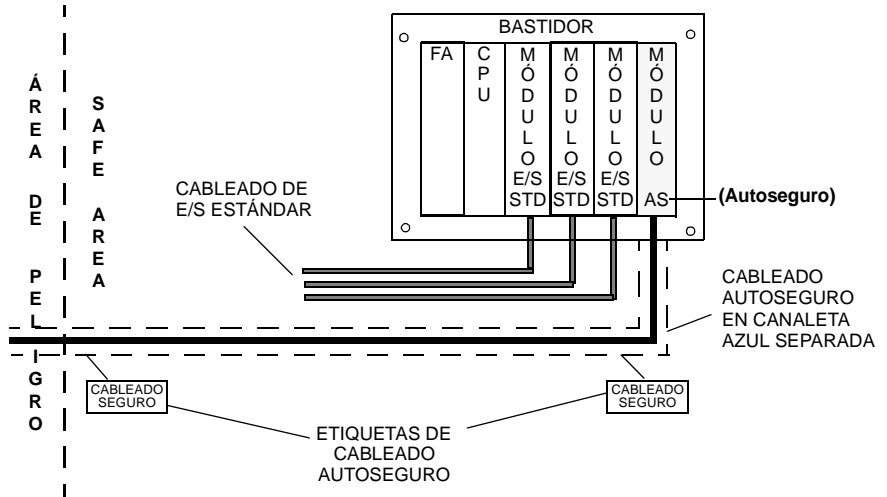 BASTIDOR
FA
CPU
MÓDULO E/S STD
MÓDULO E/S STD
MÓDULO E/S STD
MÓDULO AS
(Autoseguro)
ÁREA DE PELIGRO
SAFE AREA
CABLEADO DE
E/S ESTÁNDAR
CABLEADO
AUTOSEGURO
EN CANALETA
AZUL SEPARADA
CABLEADO
SEGURO
CABLEADO
SEGURO
ETIQUETAS DE
CABLEADO
AUTOSEGURO